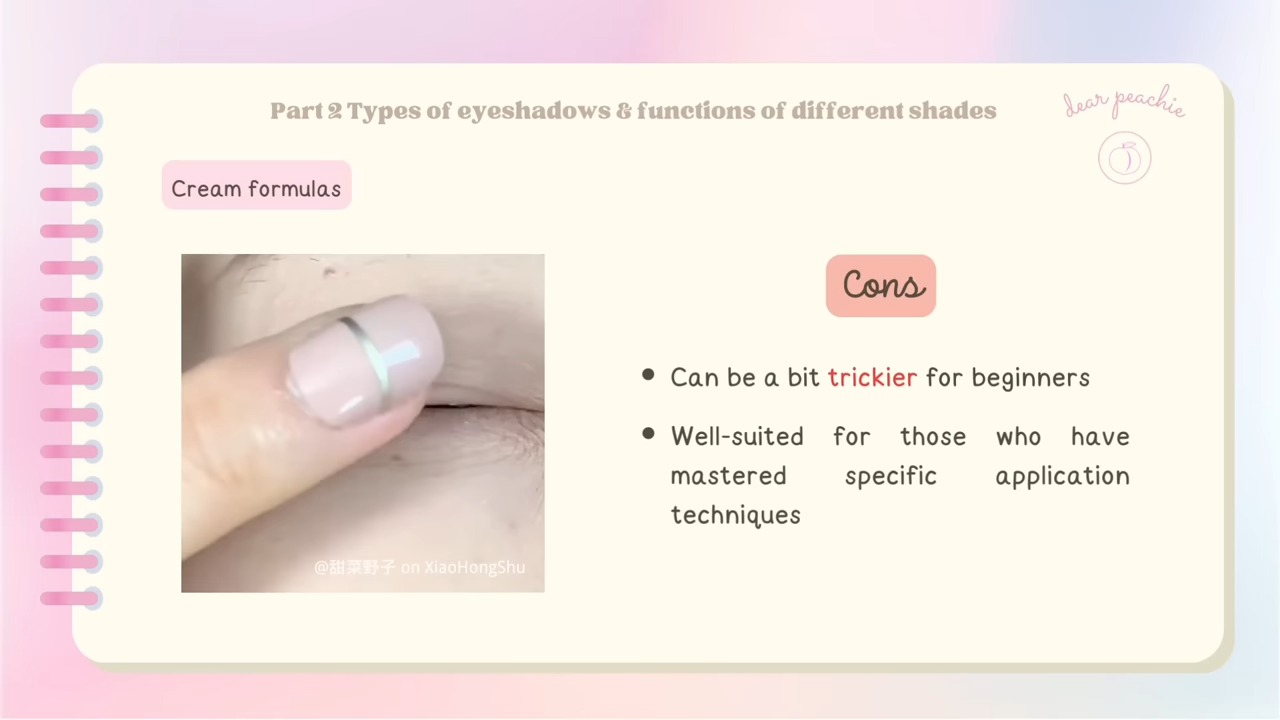 Part 2 Types of eyeshadows & functions of different shades
dear peachie
Cream formulas
@甜菜野子 on XiaoHongShu
Cons
• Can be a bit trickier for beginners
• Well-suited for those who have
mastered specific application
techniques